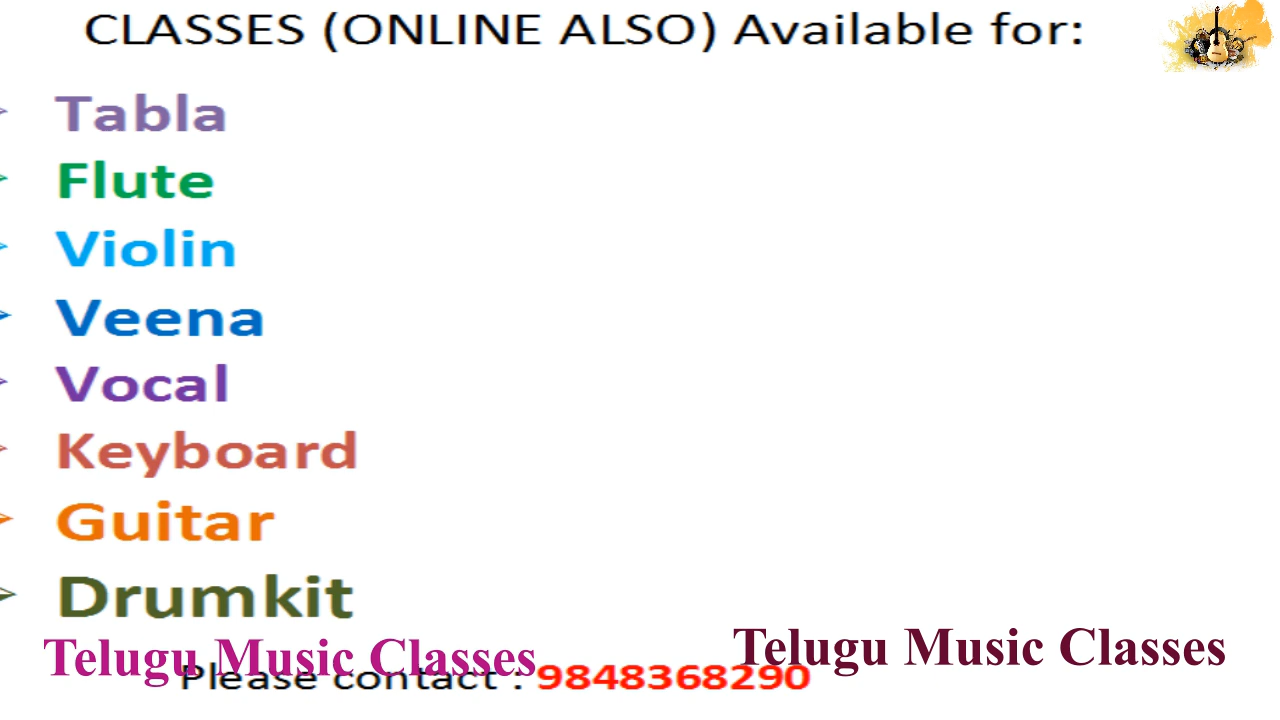 CLASSES (ONLINE ALSO) Available for:
Tabla
Flute
Violin
Veena
Vocal
Keyboard
Guitar
Drumkit
Telugu Music Classes
Telugu Music Classes
Please contact : 9848368290